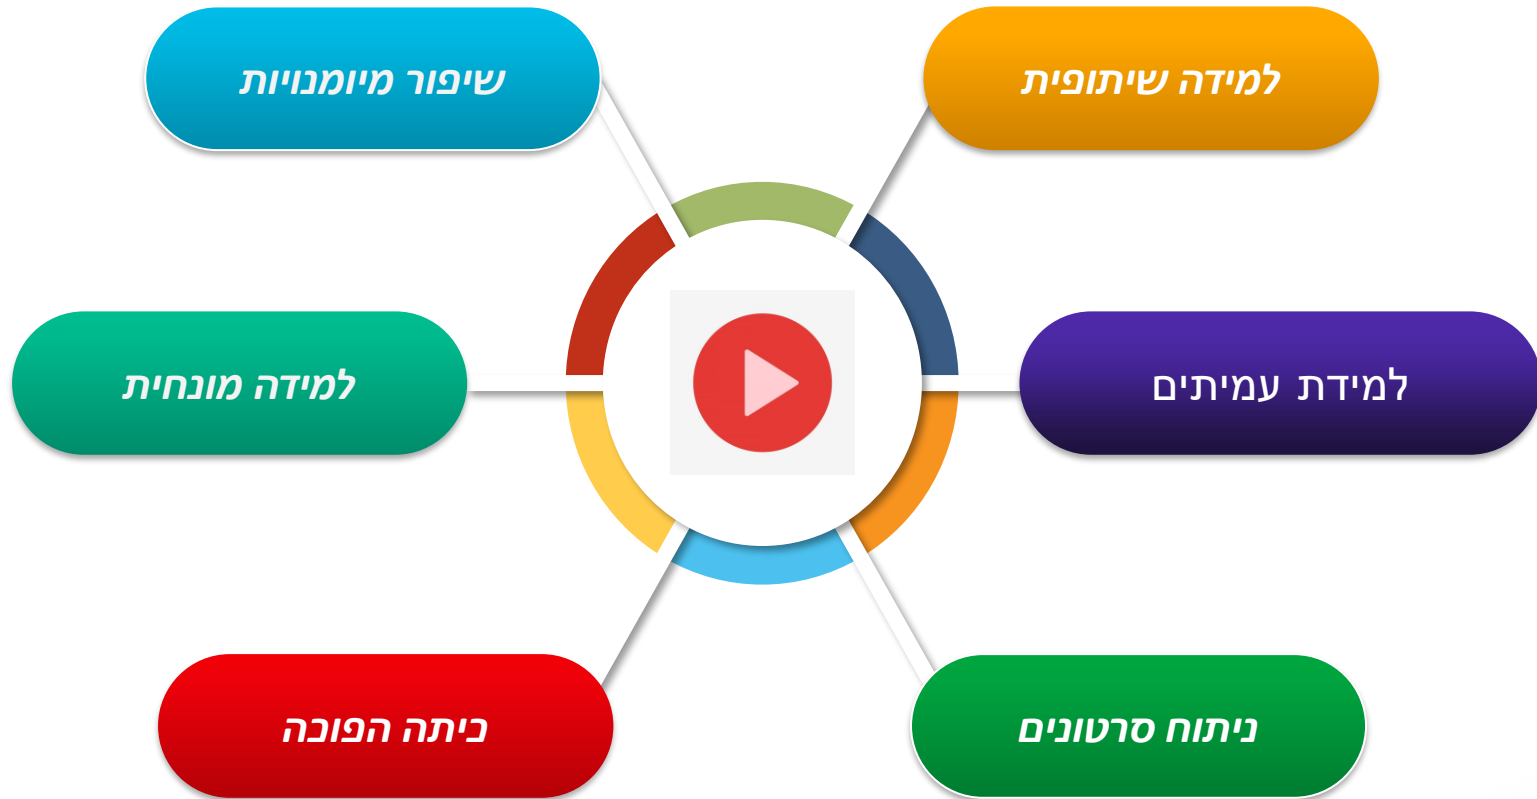 למידה שיתופית
שיפור מיומנויות
למידת עמיתים
למידה מונחית
ניתוח סרטונים
כיתה הפוכה